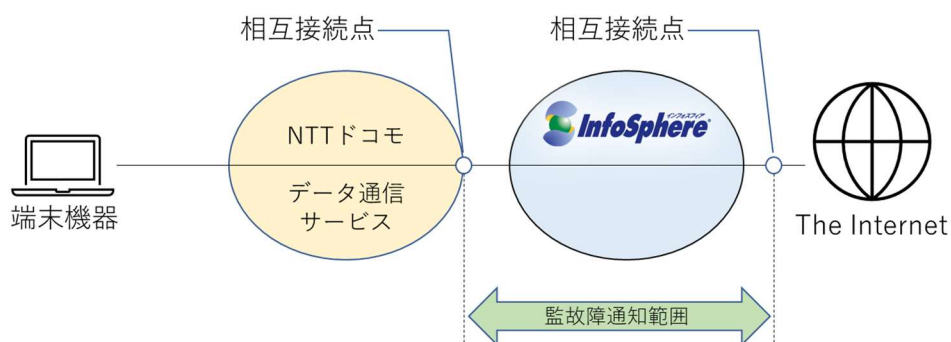 相互接続点
相互接続点
NTTドコモ
インフォスフィア
InfoSphere
データ通信
サービス
端末機器
The Internet
監故障通知範囲